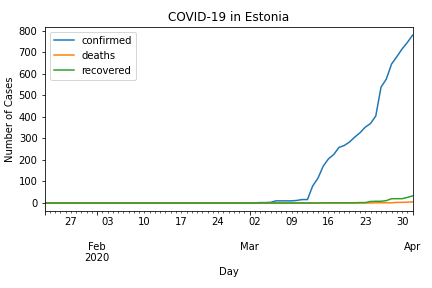 COVID-19 in Estonia
confirmed
deaths
recovered
Number of Cases
800
700
600
500
400
300
200
100
0
27 03 10 17 24 02 09 16 23 30
Feb Mar Apr
2020
Day